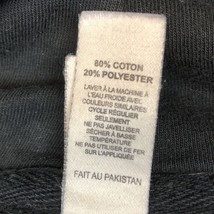 80% COTON
20% POLYESTER
LAVER À LA MACHINE À
L'EAU FROIDE AVEC
COULEURS SIMILAIRES
CYCLE RÉGULIER
SEULEMENT
NE PAS JAVELLISER
SÉCHER À BASSE
TEMPÉRATURE
NE PAS UTILISER DE FER
SUR L'APPLIQUÉE
FAIT AU PAKISTAN